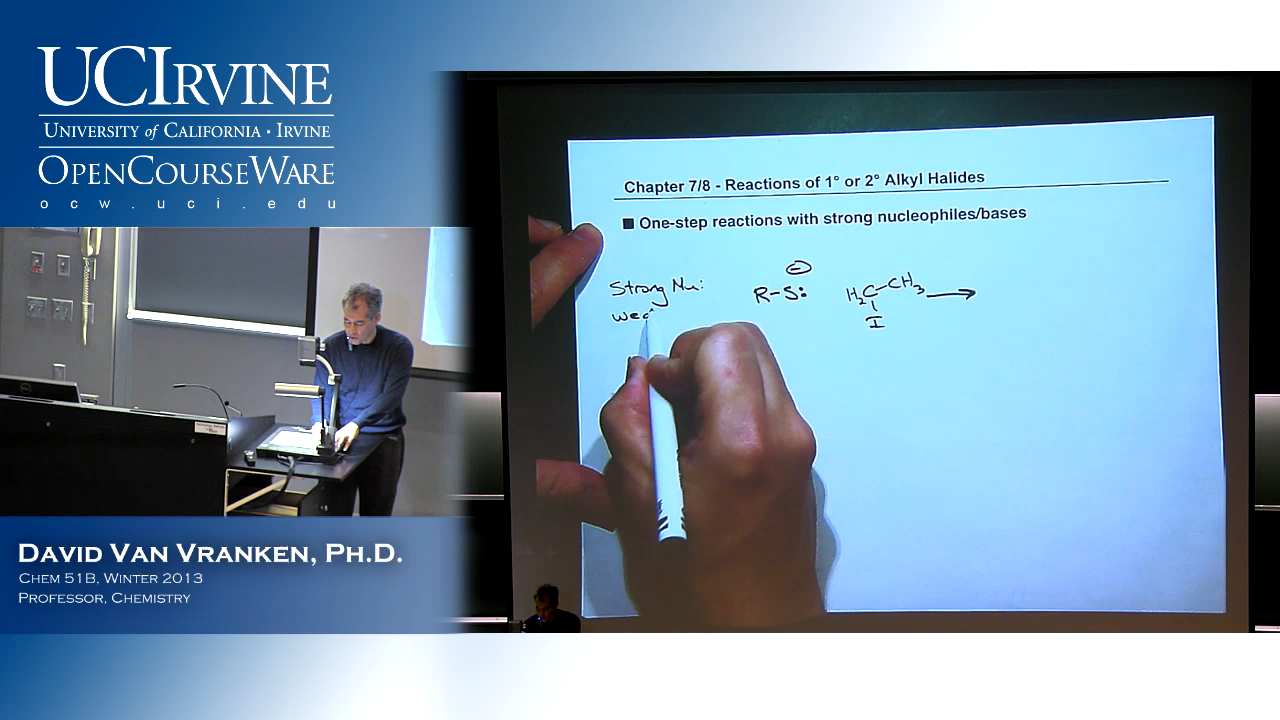 UCIRVINE
UNIVERSITY of CALIFORNIA · IRVINE
OPENCOURSEWARE
ocw.uci.edu
Chapter 7/8 - Reactions of 1° or 2° Alkyl Halides
■ One-step reactions with strong nucleophiles/bases
Strong Nu:
⊖
R-S: H₂C-CH₃ →
I
wea
DAVID VAN VRANKEN, PH.D.
CHEM 51B, WINTER 2013
PROFESSOR, CHEMISTRY